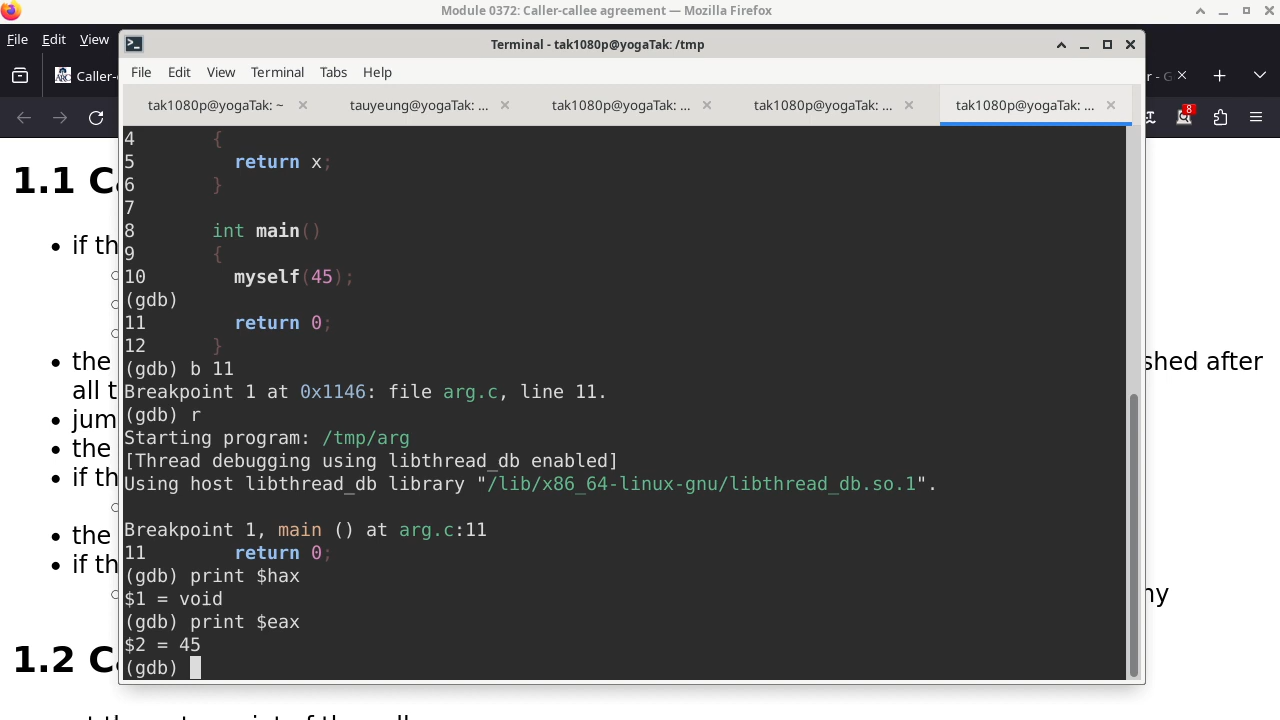 Module 0372: Caller-callee agreement — Mozilla Firefox
File Edit View
Terminal - tak1080p@yogaTak: /tmp
Caller-
r - G
8
File Edit View Terminal Tabs Help
tak1080p@yogaTak: ~
tauyeung@yogaTak: ...
tak1080p@yogaTak: ...
tak1080p@yogaTak: ...
tak1080p@yogaTak: ...
4 {
5 return x;
6 }
7
8 int main()
9 {
10 myself(45);
(gdb)
11 return 0;
12 }
(gdb) b 11
Breakpoint 1 at 0x1146: file arg.c, line 11.
(gdb) r
Starting program: /tmp/arg
[Thread debugging using libthread_db enabled]
Using host libthread_db library "/lib/x86_64-linux-gnu/libthread_db.so.1".
Breakpoint 1, main () at arg.c:11
11 return 0;
(gdb) print $hax
$1 = void
(gdb) print $eax
$2 = 45
(gdb)
1.1 C
if th
the
shed after
all t
jum
the
if th
the
if th
ny
1.2 C